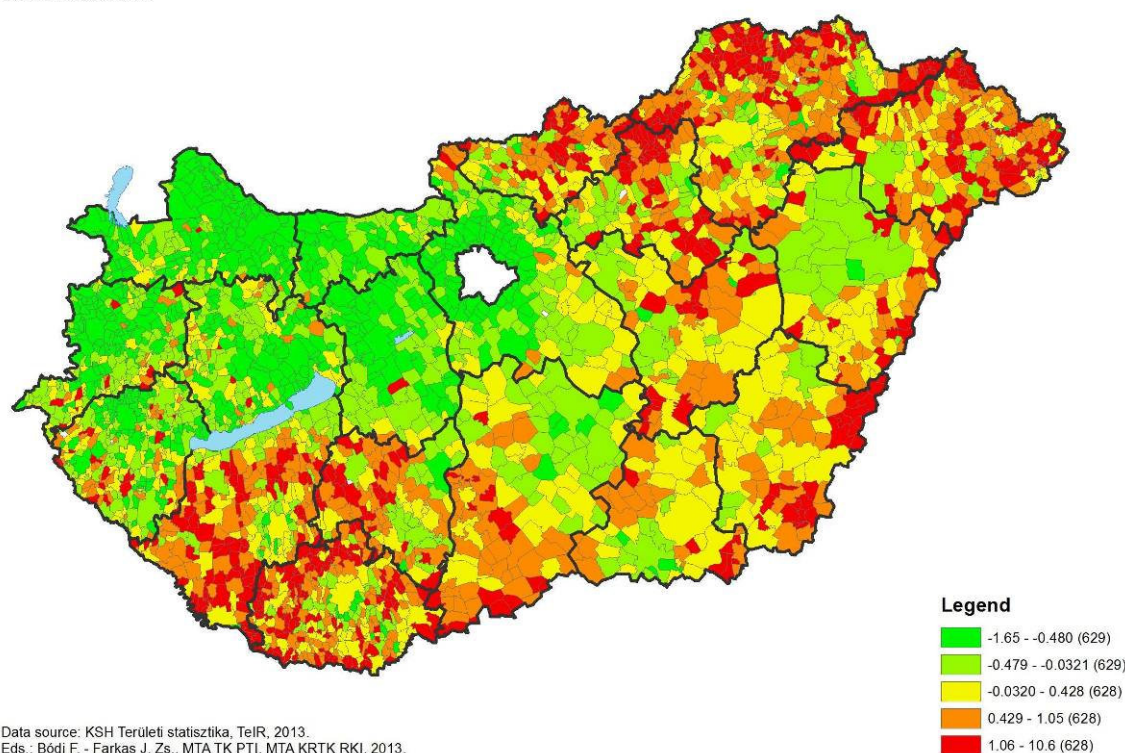 Legend
-1.65 - -0.480 (629)
-0.479 - -0.0321 (629)
-0.0320 - 0.428 (628)
0.429 - 1.05 (628)
1.06 - 10.6 (628)
Data source: KSH Területi statisztika, TeIR, 2013.
Eds.: Bódi F. - Farkas J. Zs., MTA TK PTI, MTA KRTK RKI, 2013.